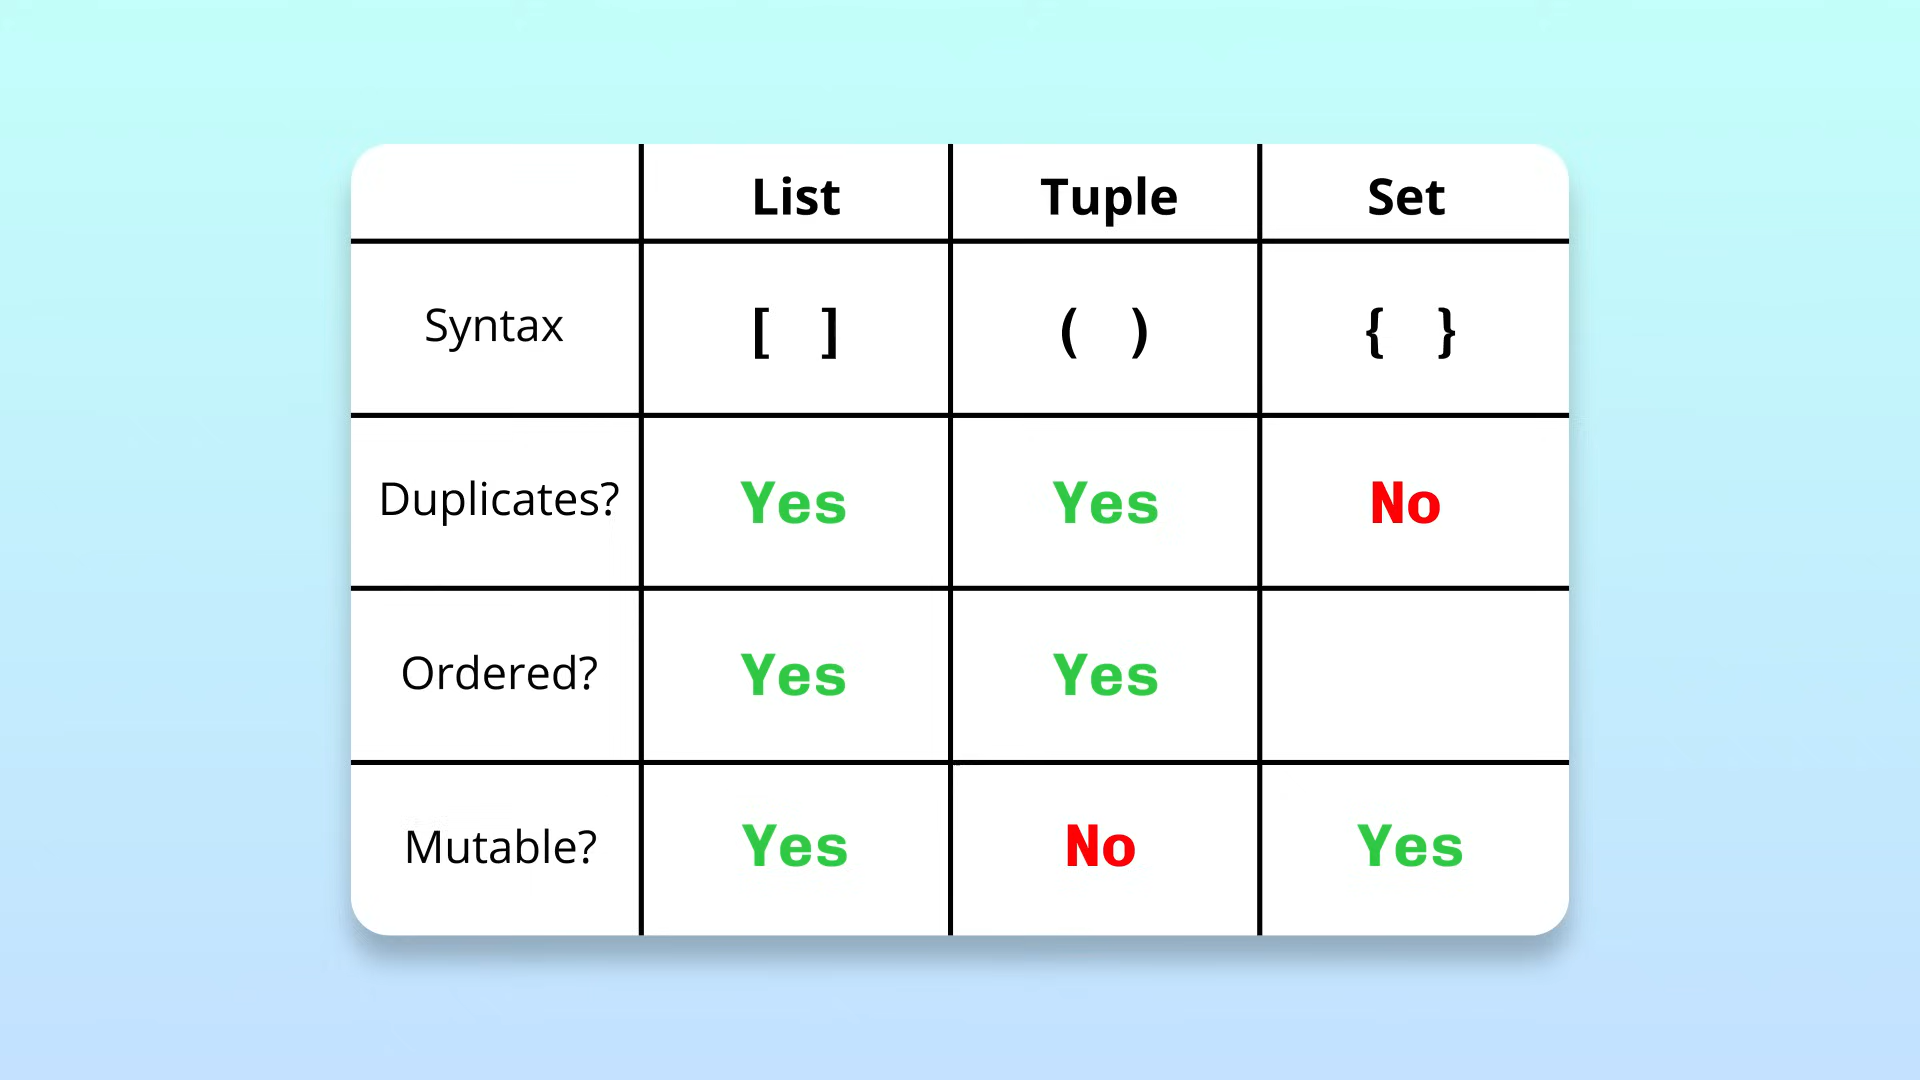 List Tuple Set
Syntax [ ] ( ) { }
Duplicates? Yes Yes No
Ordered? Yes Yes
Mutable? Yes No Yes